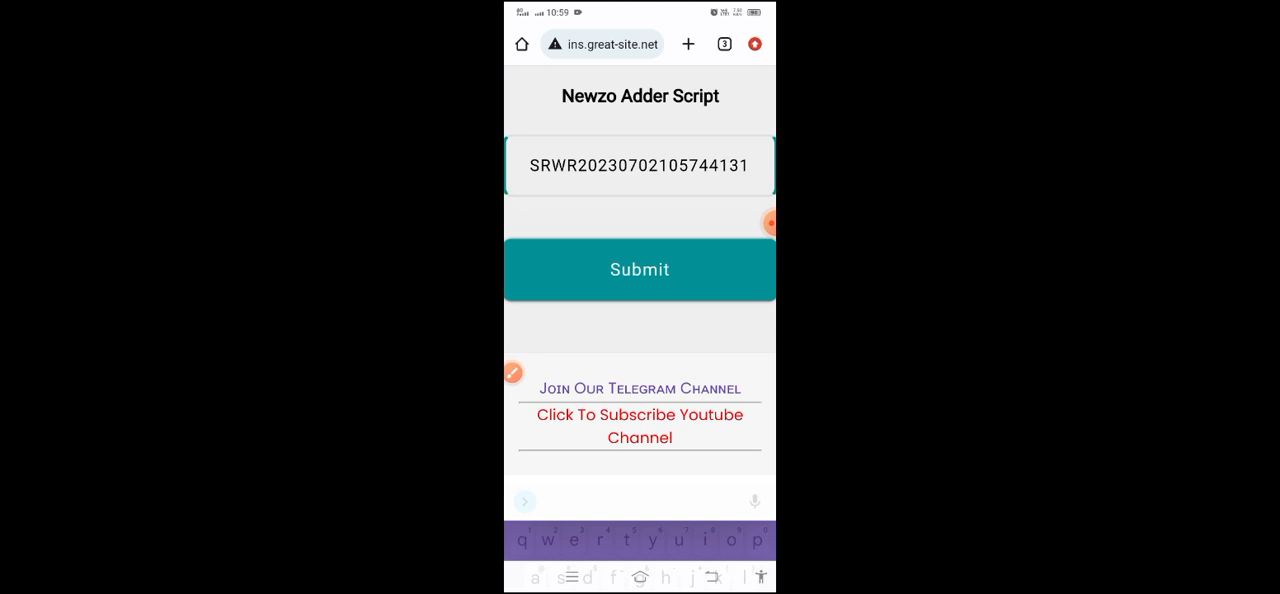 10:59
ins.great-site.net
3
Newzo Adder Script
SRWR20230702105744131
Submit
Join Our Telegram Channel
Click To Subscribe Youtube
Channel
q w e r t y u i o p
a s d f g h j k l